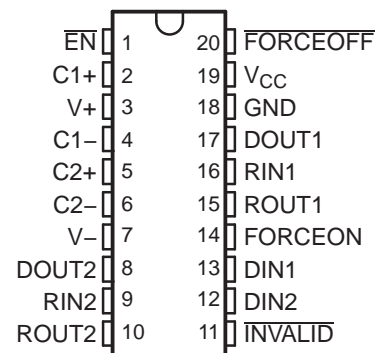 EN 1 20 FORCEOFF
C1+ 2 19 VCC
V+ 3 18 GND
C1− 4 17 DOUT1
C2+ 5 16 RIN1
C2− 6 15 ROUT1
V− 7 14 FORCEON
DOUT2 8 13 DIN1
RIN2 9 12 DIN2
ROUT2 10 11 INVALID